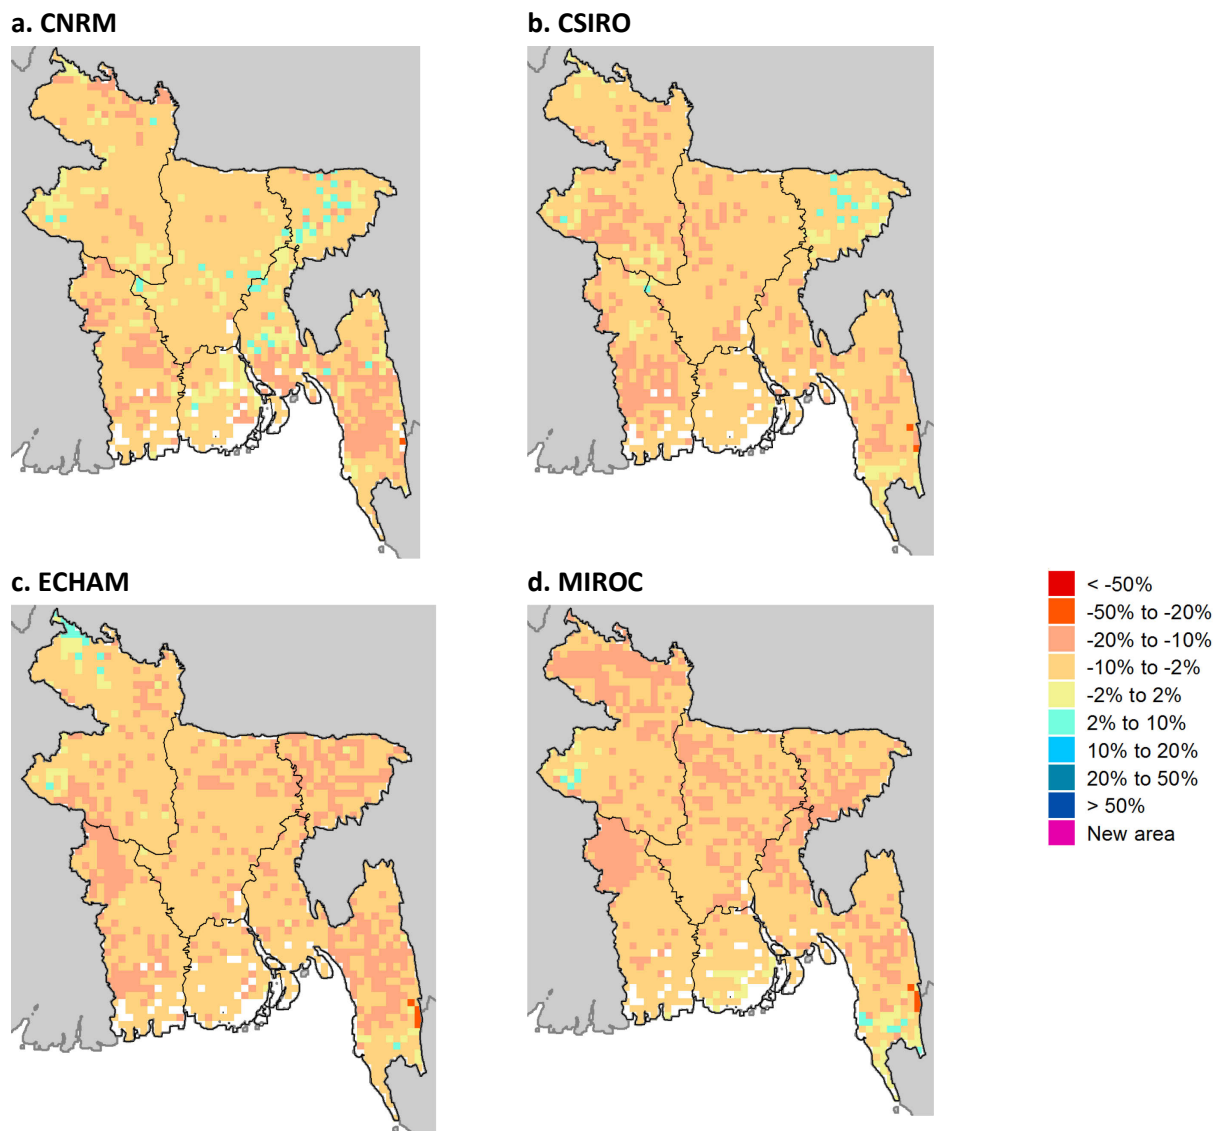 a. CNRM
b. CSIRO
c. ECHAM
d. MIROC
< -50%
-50% to -20%
-20% to -10%
-10% to -2%
-2% to 2%
2% to 10%
10% to 20%
20% to 50%
> 50%
New area